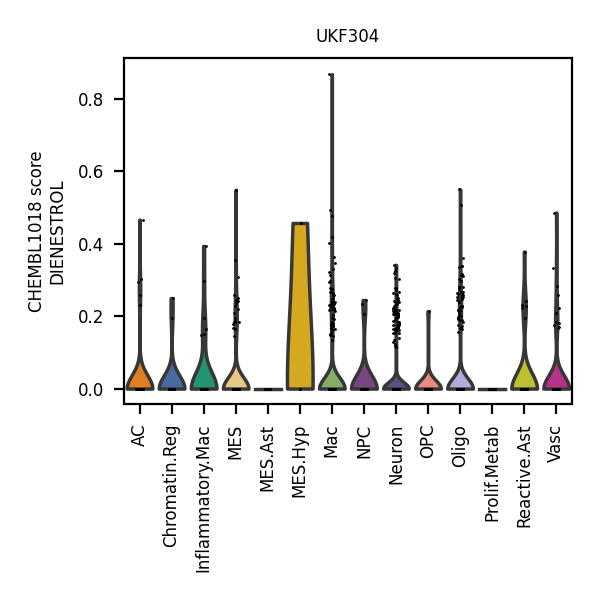 UKF304
CHEMBL1018 score
DIENESTROL
0.8
0.6
0.4
0.2
0.0
AC
Chromatin.Reg
Inflammatory.Mac
MES
MES.Ast
MES.Hyp
Mac
NPC
Neuron
OPC
Oligo
Prolif.Metab
Reactive.Ast
Vasc